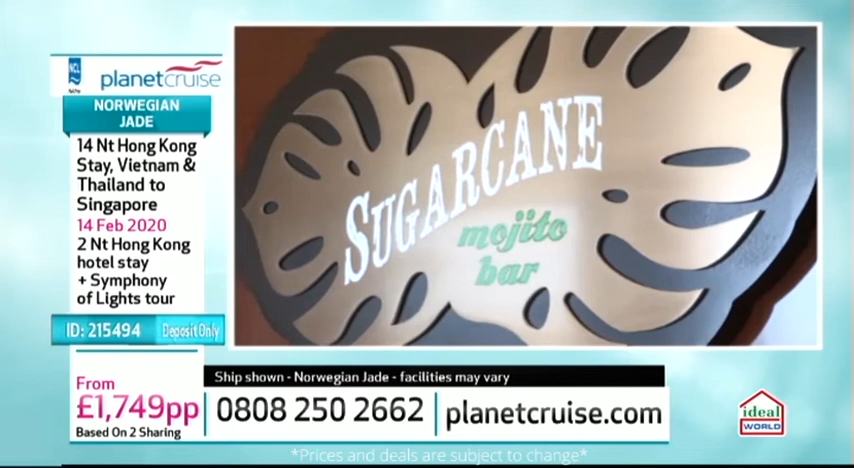 NCL
planetcruise
NORWEGIAN
JADE
14 Nt Hong Kong
Stay, Vietnam &
Thailand to
Singapore
14 Feb 2020
2 Nt Hong Kong
hotel stay
+ Symphony
of Lights tour
ID: 215494 Deposit Only
From
£1,749pp
Based On 2 Sharing
SUGARCANE
mojito
bar
Ship shown - Norwegian Jade - facilities may vary
0808 250 2662 planetcruise.com
ideal
WORLD
*Prices and deals are subject to change*